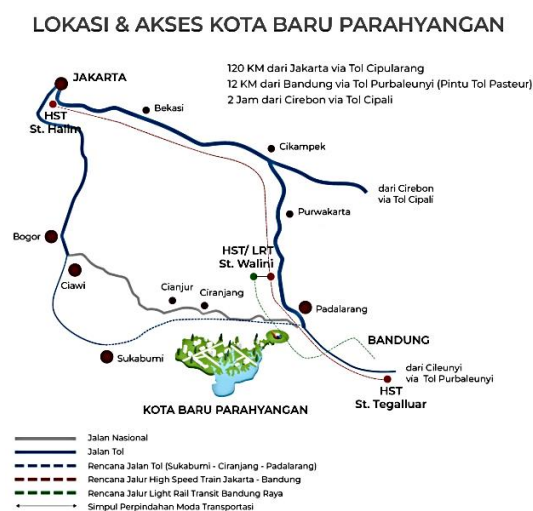 LOKASI & AKSES KOTA BARU PARAHYANGAN
120 KM dari Jakarta via Tol Cipularang
12 KM dari Bandung via Tol Purbaleunyi (Pintu Tol Pasteur)
2 Jam dari Cirebon via Tol Cipali
JAKARTA
HST
St. Halim
Bekasi
Cikampek
dari Cirebon
via Tol Cipali
Purwakarta
Bogor
HST/ LRT
St. Walini
Ciawi
Cianjur
Ciranjang
Padalarang
BANDUNG
Sukabumi
dari Cileunyi
via Tol Purbaleunyi
HST
St. Tegalluar
KOTA BARU PARAHYANGAN
Jalan Nasional
Jalan Tol
Rencana Jalan Tol (Sukabumi - Ciranjang - Padalarang)
Rencana Jalur High Speed Train Jakarta - Bandung
Rencana Jalur Light Rail Transit Bandung Raya
Simpul Perpindahan Moda Transportasi